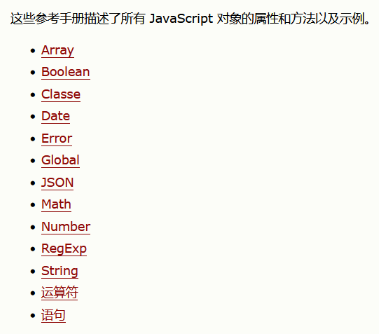 这些参考手册描述了所有 JavaScript 对象的属性和方法以及示例。
Array
Boolean
Classe
Date
Error
Global
JSON
Math
Number
RegExp
String
运算符
语句